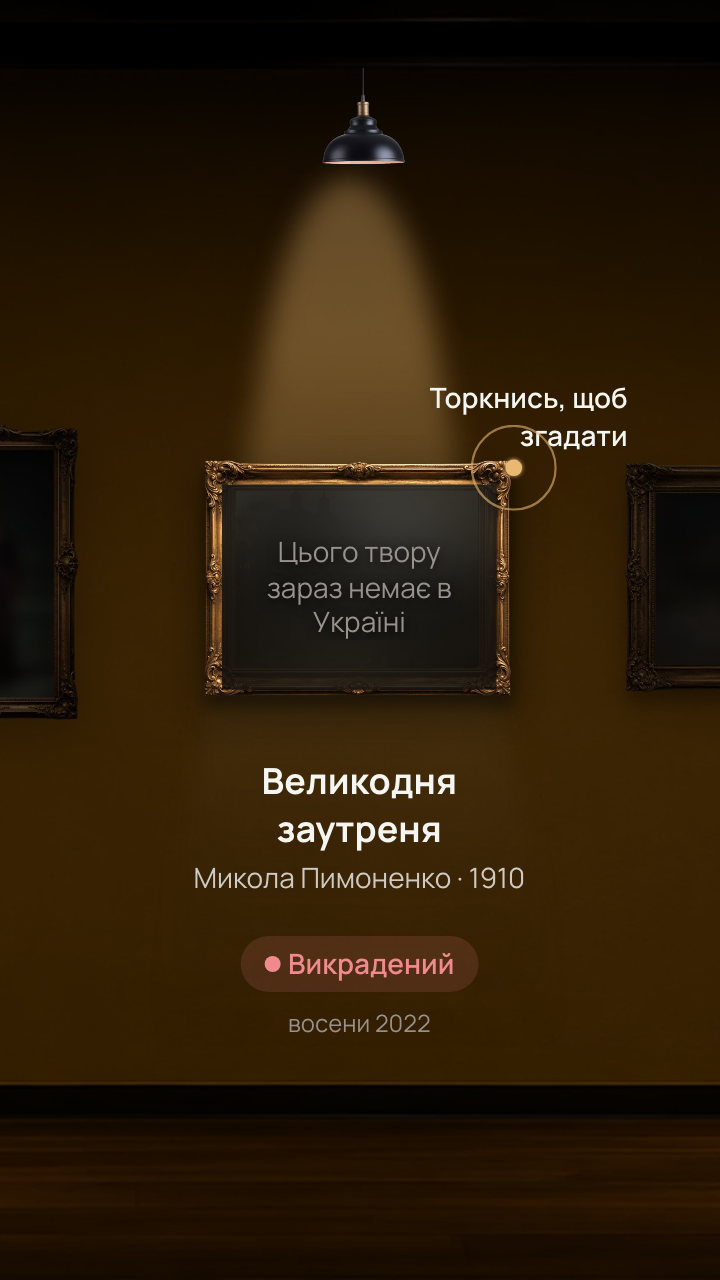 Торкнись, щоб
згадати
Цього твору
зараз немає в
Україні
Великодня
заутреня
Микола Пимоненко · 1910
Викрадений
восени 2022